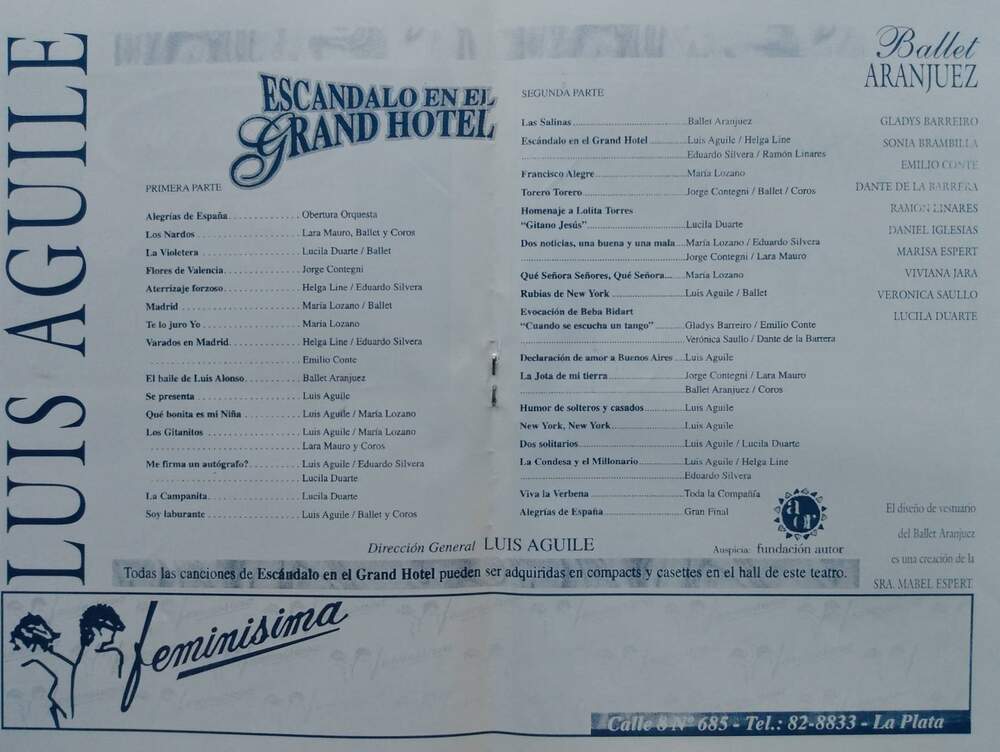 LUIS AGUILE
ESCANDALO EN EL
GRAND HOTEL
PRIMERA PARTE
Alegrías de España............Obertura Orquesta
Los Nardos............Lara Mauro, Ballet y Coros
La Violetera............Lucila Duarte / Ballet
Flores de Valencia............Jorge Contegni
Aterrizaje forzoso............Helga Line / Eduardo Silvera
Madrid............María Lozano / Ballet
Te lo juro Yo............María Lozano
Varados en Madrid............Helga Line / Eduardo Silvera
............Emilio Conte
El baile de Luis Alonso............Ballet Aranjuez
Se presenta............Luis Aguile
Qué bonita es mi Niña............Luis Aguile / María Lozano
Los Gitanitos............Luis Aguile / María Lozano
Lara Mauro y Coros
Me firma un autógrafo?............Luis Aguile / Eduardo Silvera
............Lucila Duarte
La Campanita............Lucila Duarte
Soy laburante............Luis Aguile / Ballet y Coros
SEGUNDA PARTE
Las Salinas............Ballet Aranjuez
Escándalo en el Grand Hotel............Luis Aguile / Helga Line
............Eduardo Silvera / Ramón Linares
Francisco Alegre............María Lozano
Torero Torero............Jorge Contegni / Ballet / Coros
Homenaje a Lolita Torres
"Gitano Jesús"............Lucila Duarte
Dos noticias, una buena y una mala...María Lozano / Eduardo Silvera
............Jorge Contegni / Lara Mauro
Qué Señora Señores, Qué Señora...María Lozano
Rubias de New York............Luis Aguile / Ballet
Evocación de Beba Bidart
"Cuando se escucha un tango"............Gladys Barreiro / Emilio Conte
............Verónica Saullo / Dante de la Barrera
Declaración de amor a Buenos Aires...Luis Aguile
La Jota de mi tierra............Jorge Contegni / Lara Mauro
............Ballet Aranjuez / Coros
Humor de solteros y casados............Luis Aguile
New York, New York............Luis Aguile
Dos solitarios............Luis Aguile / Lucila Duarte
La Condesa y el Millonario............Luis Aguile / Helga Line
............Eduardo Silvera
Viva la Verbena............Toda la Compañía
Alegrías de España............Gran Final
Ballet
ARANJUEZ
GLADYS BARREIRO
SONIA BRAMBILLA
EMILIO CONTE
DANTE DE LA BARRERA
RAMON LINARES
DANIEL IGLESIAS
MARISA ESPERT
VIVIANA JARA
VERONICA SAULLO
LUCILA DUARTE
El diseño de vestuario
del Ballet Aranjuez
es una creación de la
SRA. MABEL ESPERT
Dirección General LUIS AGUILE
aor
Auspicia: fundación autor
Todas las canciones de Escándalo en el Grand Hotel pueden ser adquiridas en compacts y casettes en el hall de este teatro.
feminisima
Calle 8 Nº 685 - Tel.: 82-8833 - La Plata